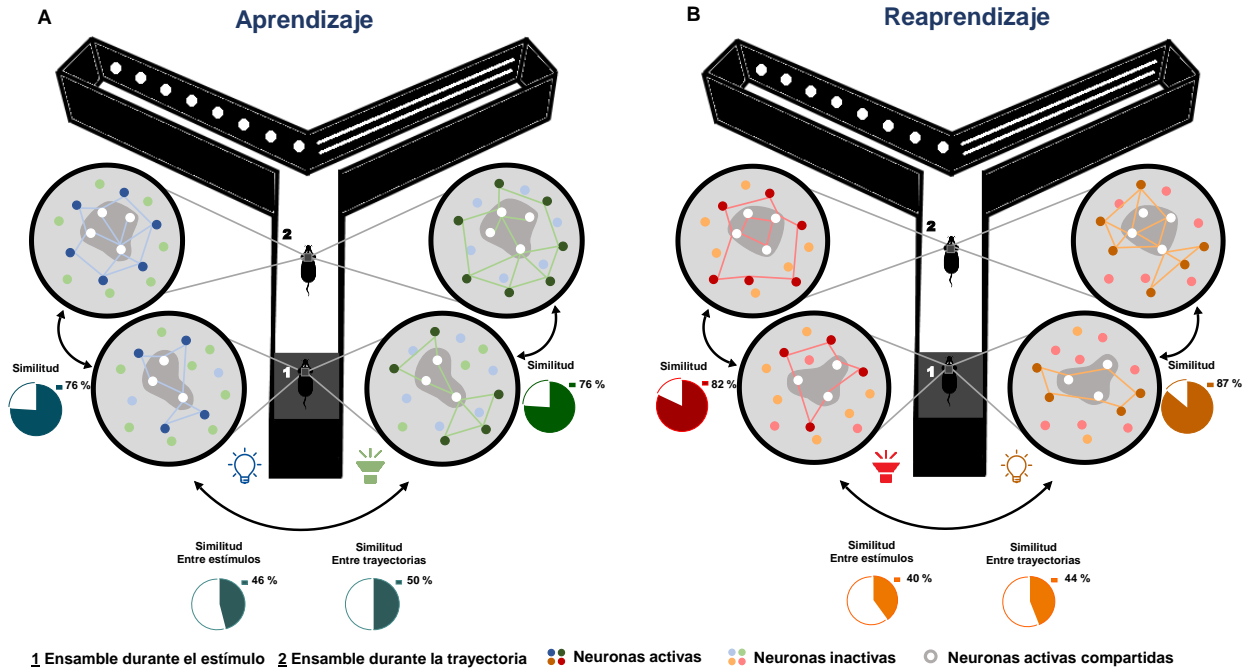 A
Aprendizaje
2
1
Similitud
76 %
Similitud
76 %
Similitud
Entre estímulos
46 %
Similitud
Entre trayectorias
50 %
B
Reaprendizaje
2
1
Similitud
82 %
Similitud
87 %
Similitud
Entre estímulos
40 %
Similitud
Entre trayectorias
44 %
1 Ensamble durante el estímulo 2 Ensamble durante la trayectoria Neuronas activas Neuronas inactivas Neuronas activas compartidas